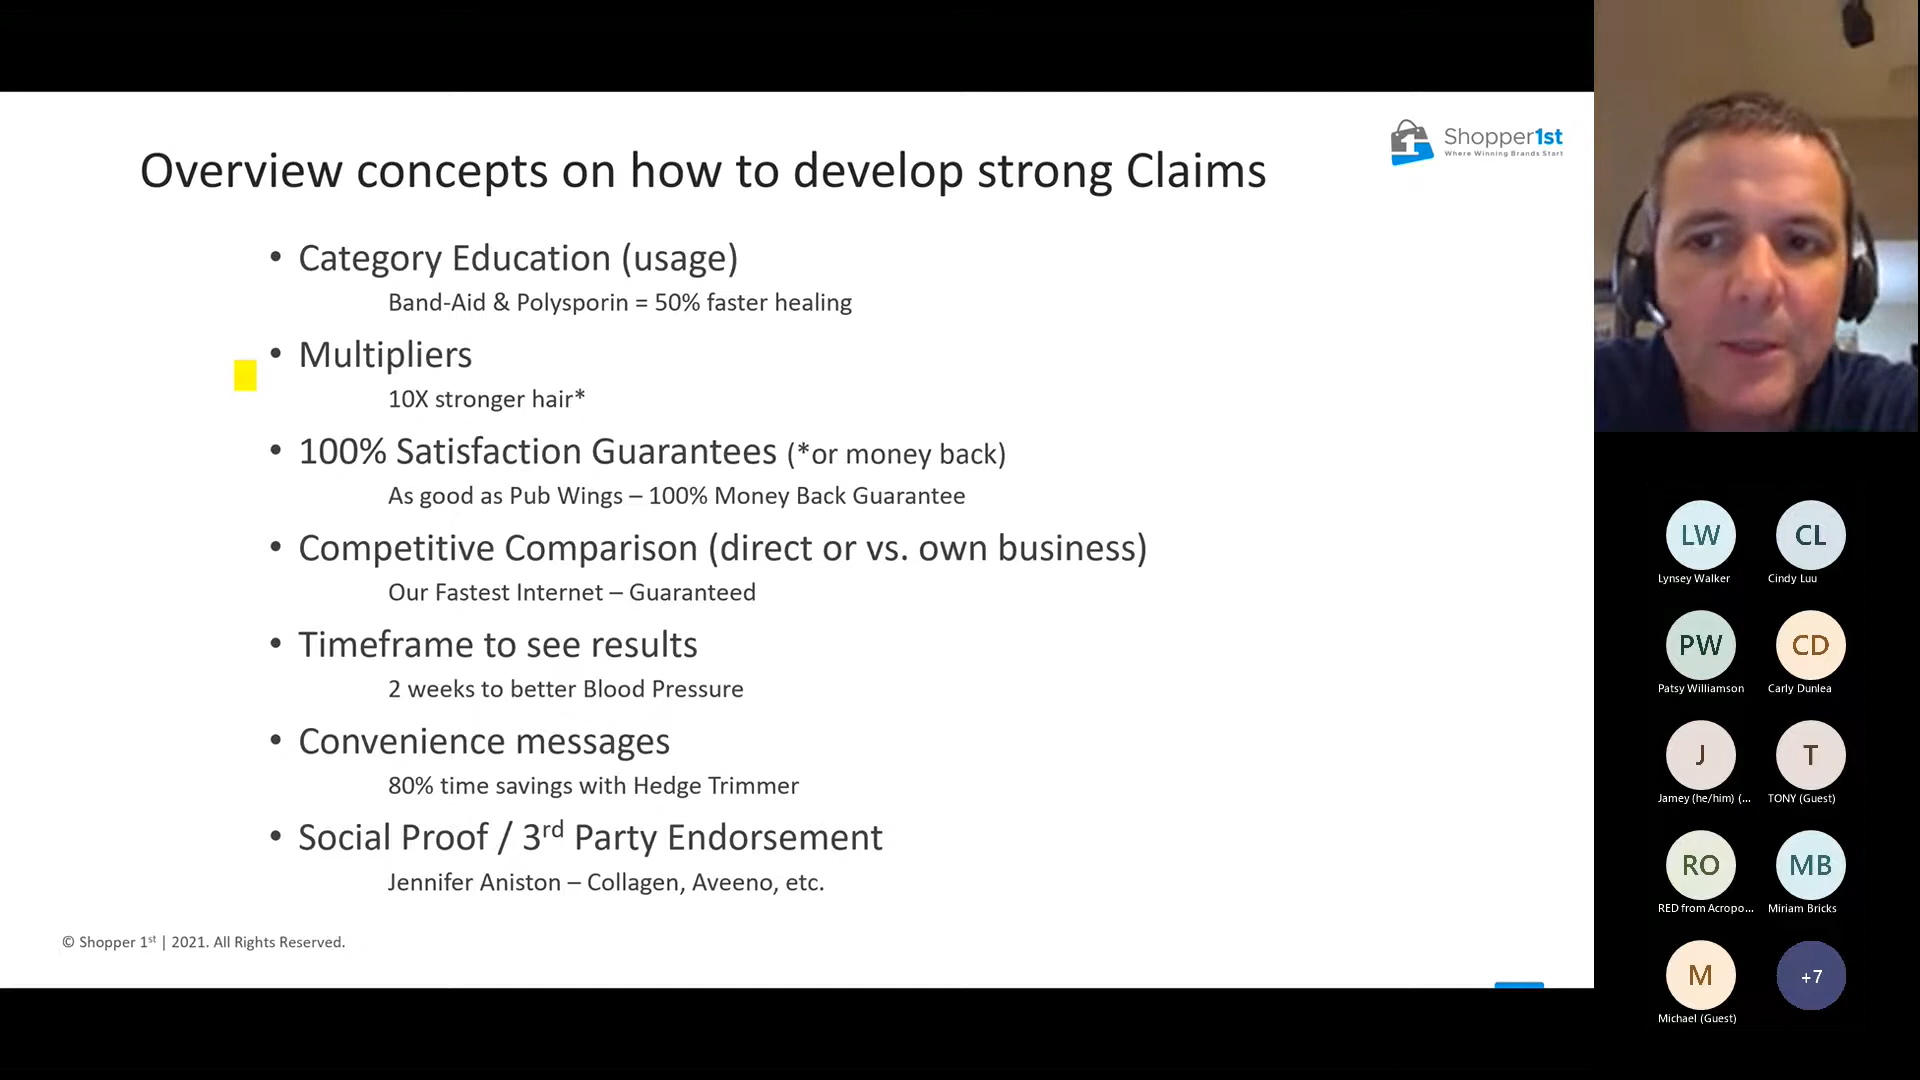 Overview concepts on how to develop strong Claims
1
Shopper1st
Where Winning Brands Start
• Category Education (usage)
Band-Aid & Polysporin = 50% faster healing
• Multipliers
10X stronger hair*
• 100% Satisfaction Guarantees (*or money back)
As good as Pub Wings – 100% Money Back Guarantee
• Competitive Comparison (direct or vs. own business)
Our Fastest Internet – Guaranteed
• Timeframe to see results
2 weeks to better Blood Pressure
• Convenience messages
80% time savings with Hedge Trimmer
• Social Proof / 3rd Party Endorsement
Jennifer Aniston – Collagen, Aveeno, etc.
© Shopper 1st | 2021. All Rights Reserved.
LW
Lynsey Walker
CL
Cindy Luu
PW
Patsy Williamson
CD
Carly Dunlea
J
Jamey (he/him) (...
T
TONY (Guest)
RO
RED from Acropo...
MB
Miriam Bricks
M
Michael (Guest)
+7